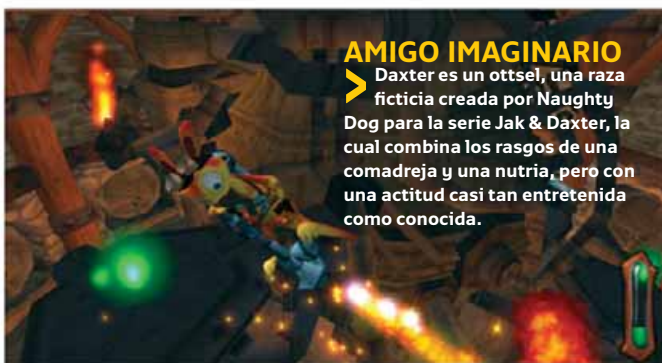 AMIGO IMAGINARIO
> Daxter es un ottsel, una raza
ficticia creada por Naughty
Dog para la serie Jak & Daxter, la
cual combina los rasgos de una
comadreja y una nutria, pero con
una actitud casi tan entretenida
como conocida.